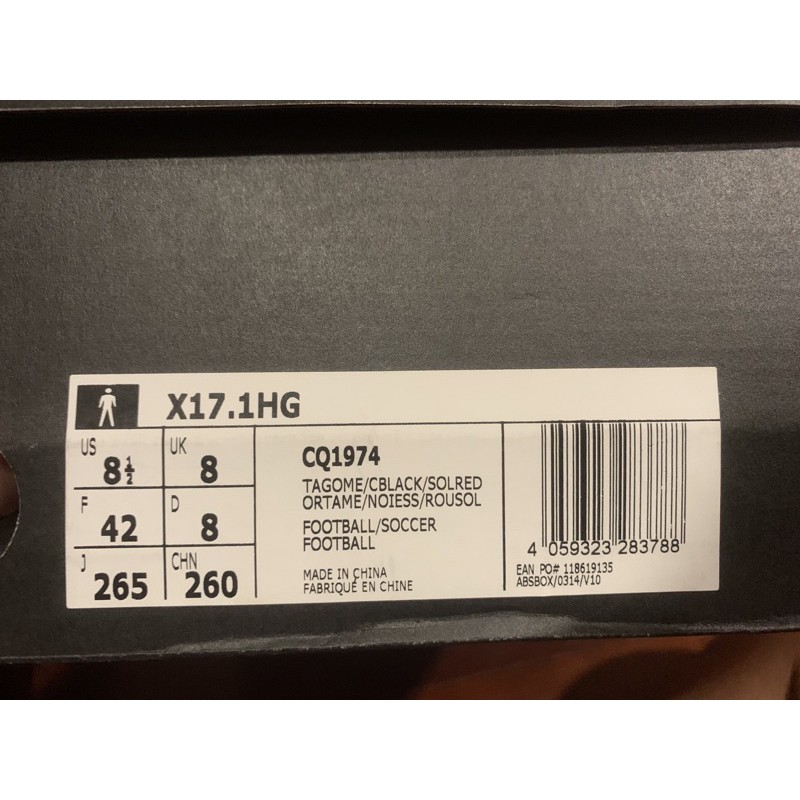 X17.1HG
US 8½ UK 8
F 42 D 8
J 265 CHN 260
CQ1974
TAGOME/CBLACK/SOLRED
ORTAME/NOIESS/ROUSOL
FOOTBALL/SOCCER
FOOTBALL
MADE IN CHINA
FABRIQUÉ EN CHINE
4 059323 283788
EAN PO# 118619135
ABSBOX/0314/V10